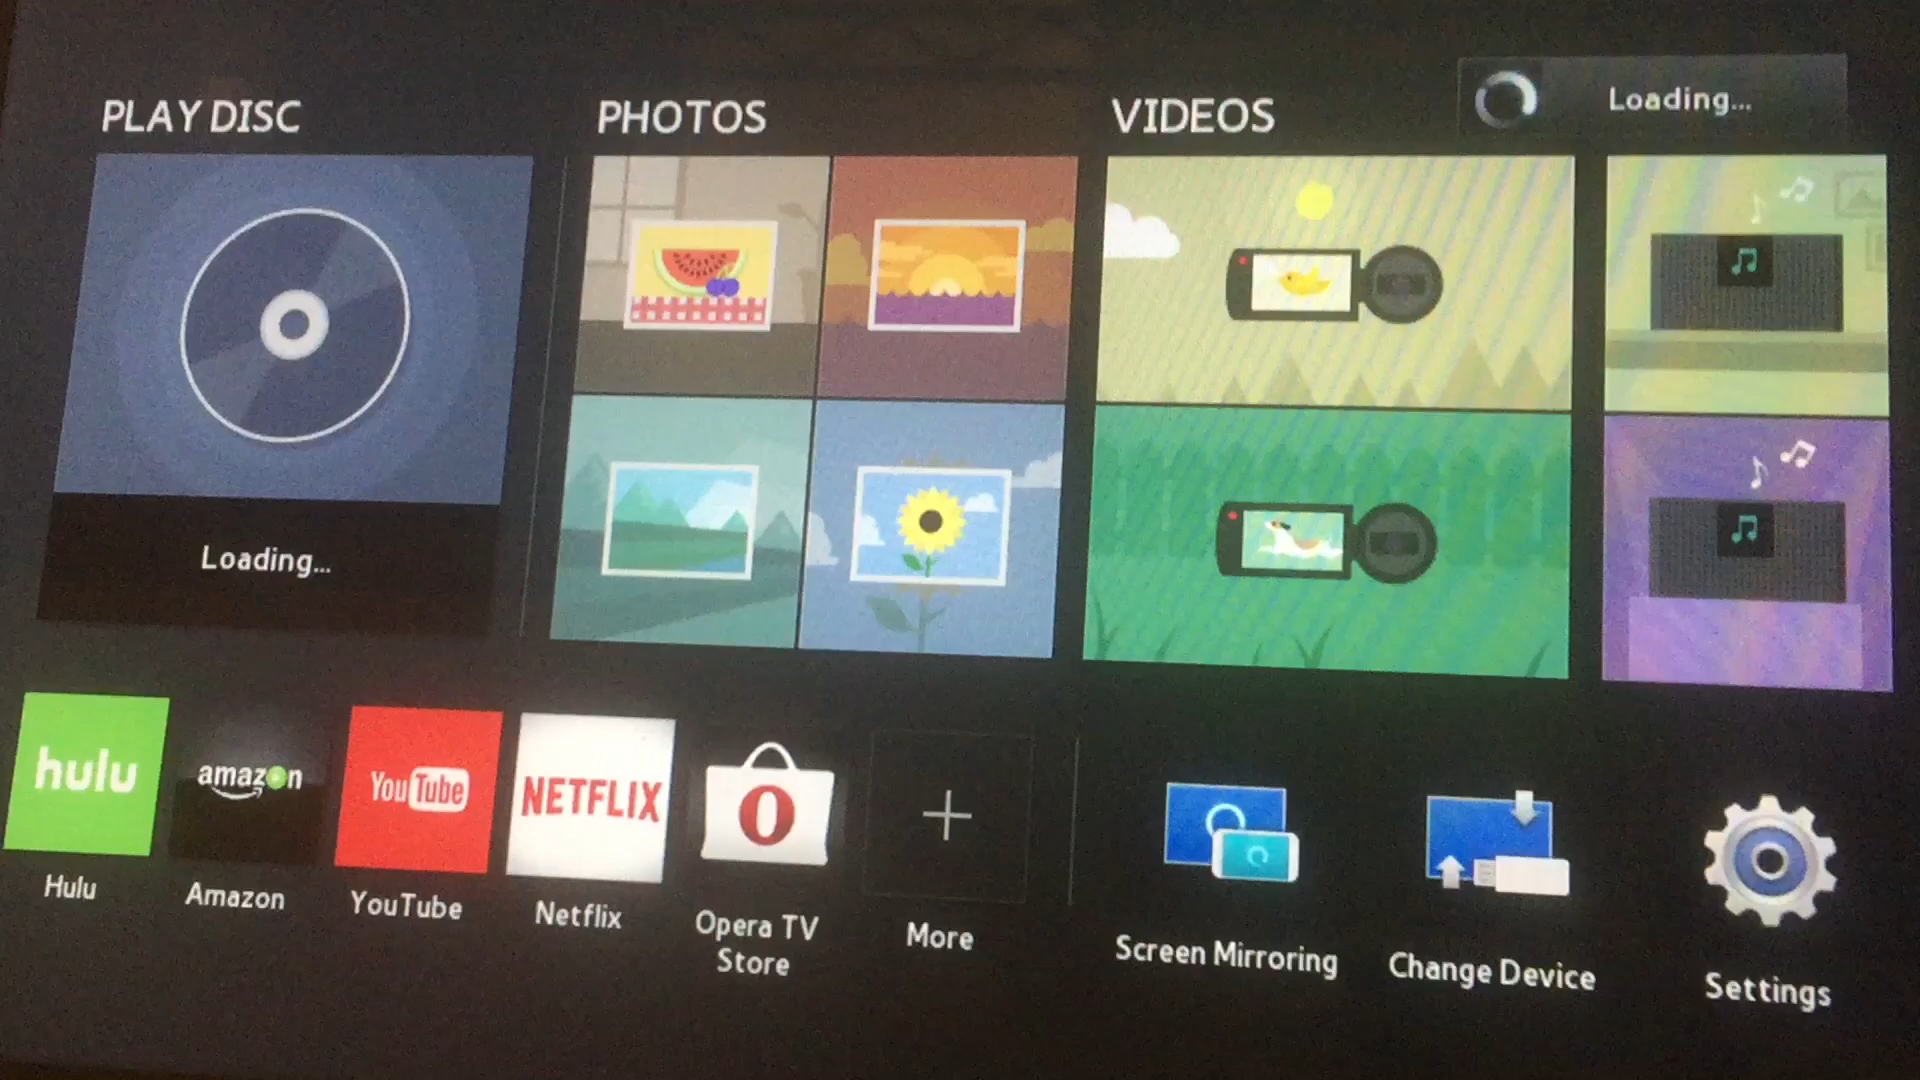 PLAY DISC
PHOTOS
VIDEOS
Loading...
Loading...
hulu
amazon
YouTube
NETFLIX
Hulu
Amazon
YouTube
Netflix
Opera TV
Store
More
Screen Mirroring
Change Device
Settings